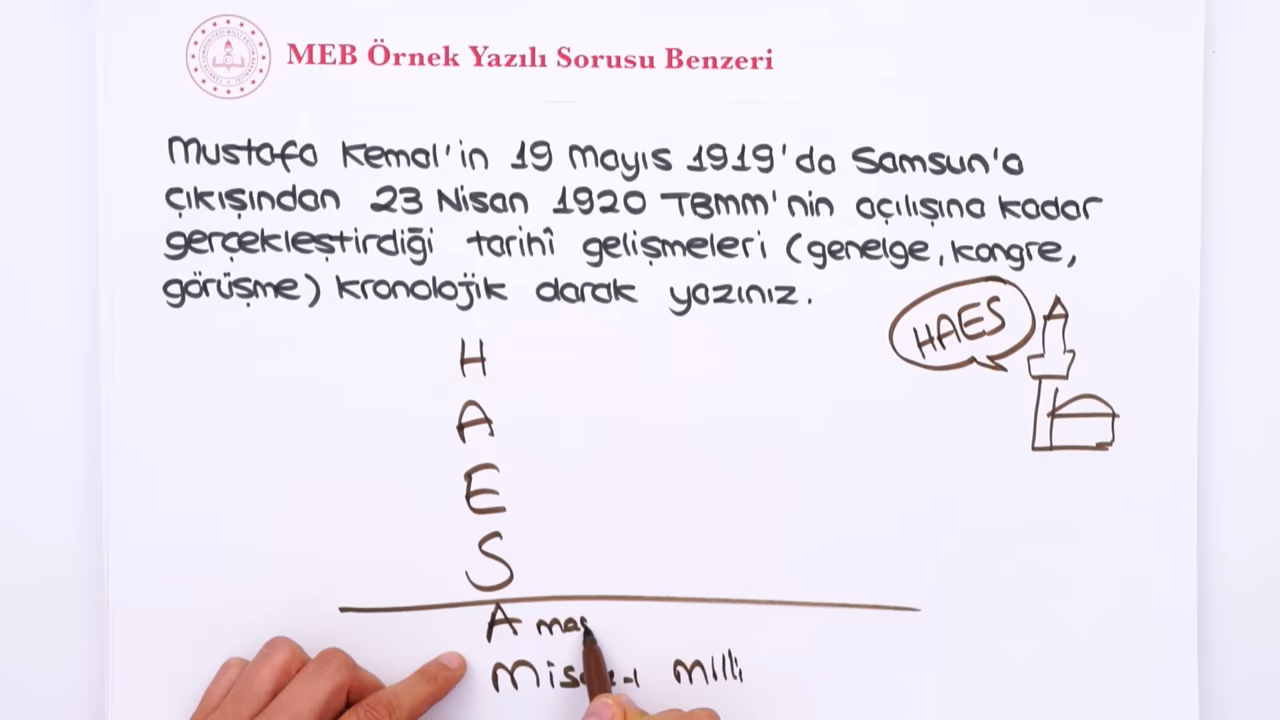 MEB Örnek Yazılı Sorusu Benzeri
Mustafa Kemal'in 19 Mayıs 1919'da Samsun'a
çıkışından 23 Nisan 1920 TBMM'nin açılışına kadar
gerçekleştirdiği tarihî gelişmeleri (genelge, kongre,
görüşme) kronolojik olarak yazınız.
HAES
H
A
E
S
Milli